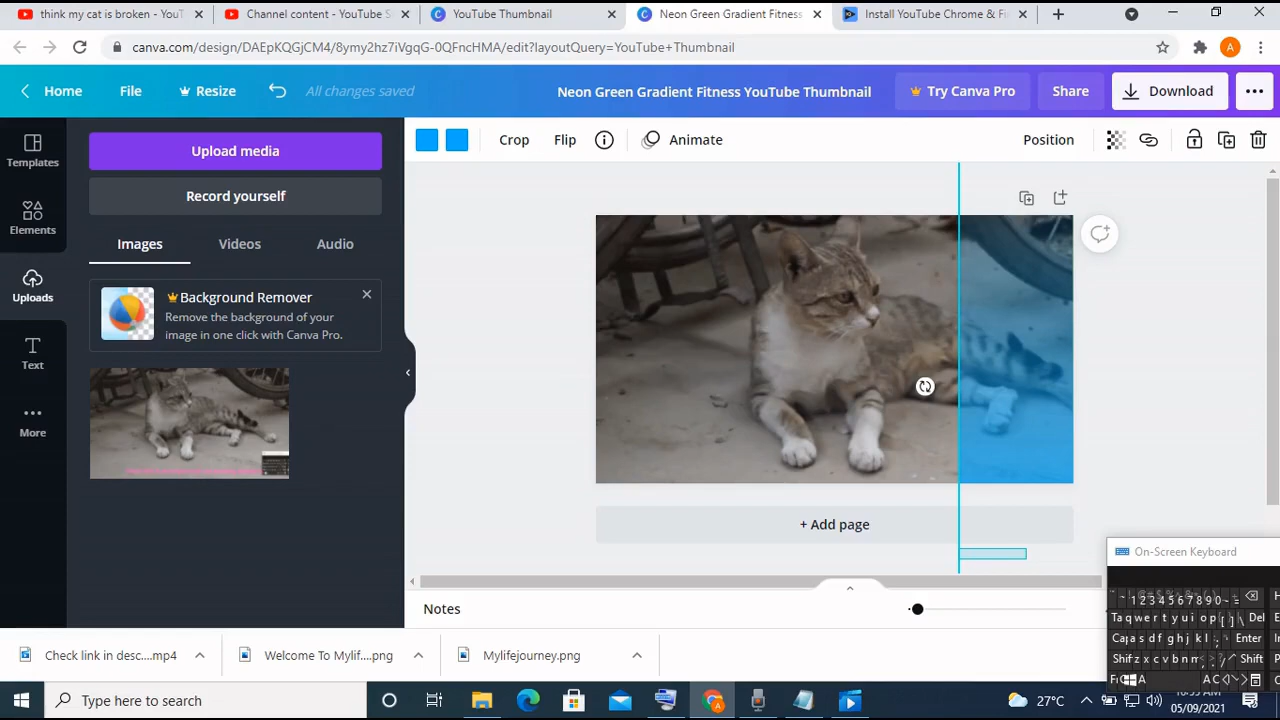 think my cat is broken - YouT
Channel content - YouTube S
YouTube Thumbnail
Neon Green Gradient Fitness
Install YouTube Chrome & Fi
canva.com/design/DAEpKQGjCM4/8ymy2hz7iVgqG-0QFncHMA/edit?layoutQuery=YouTube+Thumbnail
A
Home
File
Resize
All changes saved
Neon Green Gradient Fitness YouTube Thumbnail
Try Canva Pro
Share
Download
Templates
Upload media
Crop
Flip
Animate
Position
Record yourself
Elements
Images
Videos
Audio
Uploads
Background Remover
Remove the background of your
image in one click with Canva Pro.
Text
More
+ Add page
On-Screen Keyboard
Notes
Check link in desc....mp4
Welcome To Mylif....png
Mylifejourney.png
Type here to search
27°C
05/09/2021